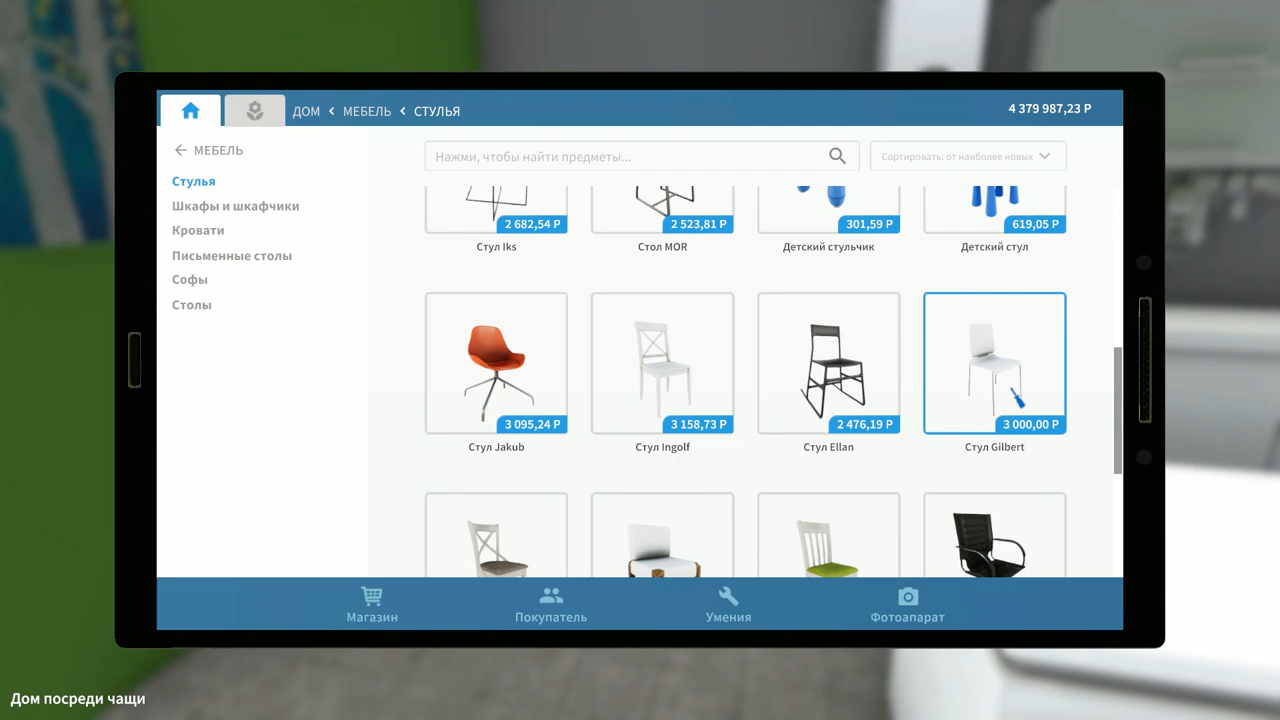 ДОМ < МЕБЕЛЬ < СТУЛЬЯ
4 379 987,23 Р
МЕБЕЛЬ
Стулья
Шкафы и шкафчики
Кровати
Письменные столы
Софы
Столы
Нажми, чтобы найти предметы...
Сортировать: от наиболее новых
2 682,54 Р
2 523,81 Р
301,59 Р
619,05 Р
Стул Iks
Стол MOR
Детский стульчик
Детский стул
3 095,24 Р
3 158,73 Р
2 476,19 Р
3 000,00 Р
Стул Jakub
Стул Ingolf
Стул Ellan
Стул Gilbert
Магазин
Покупатель
Умения
Фотоаппарат
Дом посреди чащи